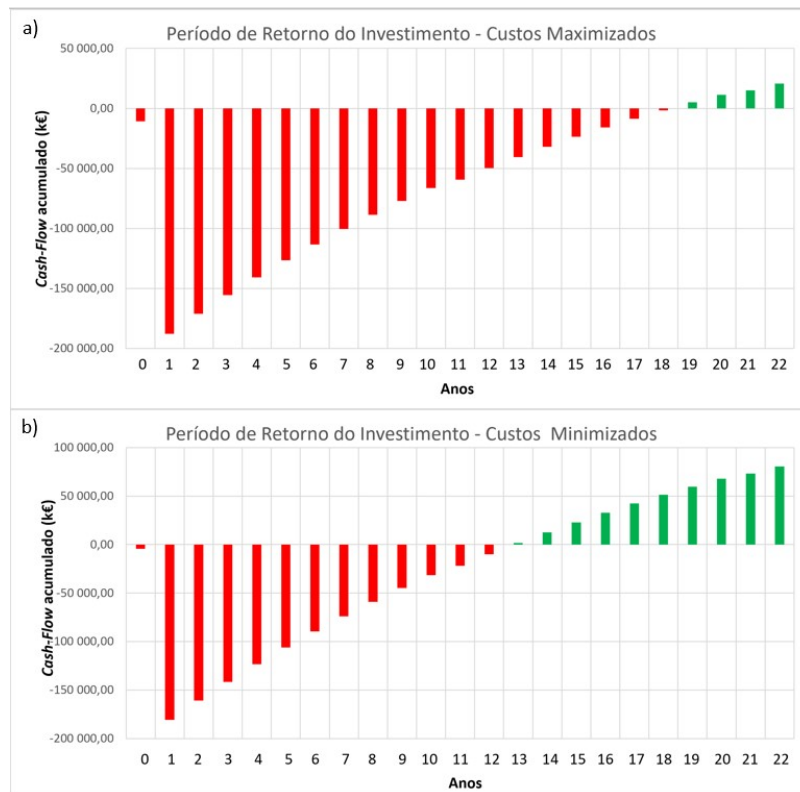 a)
Período de Retorno do Investimento - Custos Maximizados
50 000,00
0,00
-50 000,00
-100 000,00
-150 000,00
-200 000,00
Cash-Flow acumulado (k€)
0 1 2 3 4 5 6 7 8 9 10 11 12 13 14 15 16 17 18 19 20 21 22
Anos
b)
Período de Retorno do Investimento - Custos  Minimizados
100 000,00
50 000,00
0,00
-50 000,00
-100 000,00
-150 000,00
-200 000,00
Cash-Flow acumulado (k€)
0 1 2 3 4 5 6 7 8 9 10 11 12 13 14 15 16 17 18 19 20 21 22
Anos